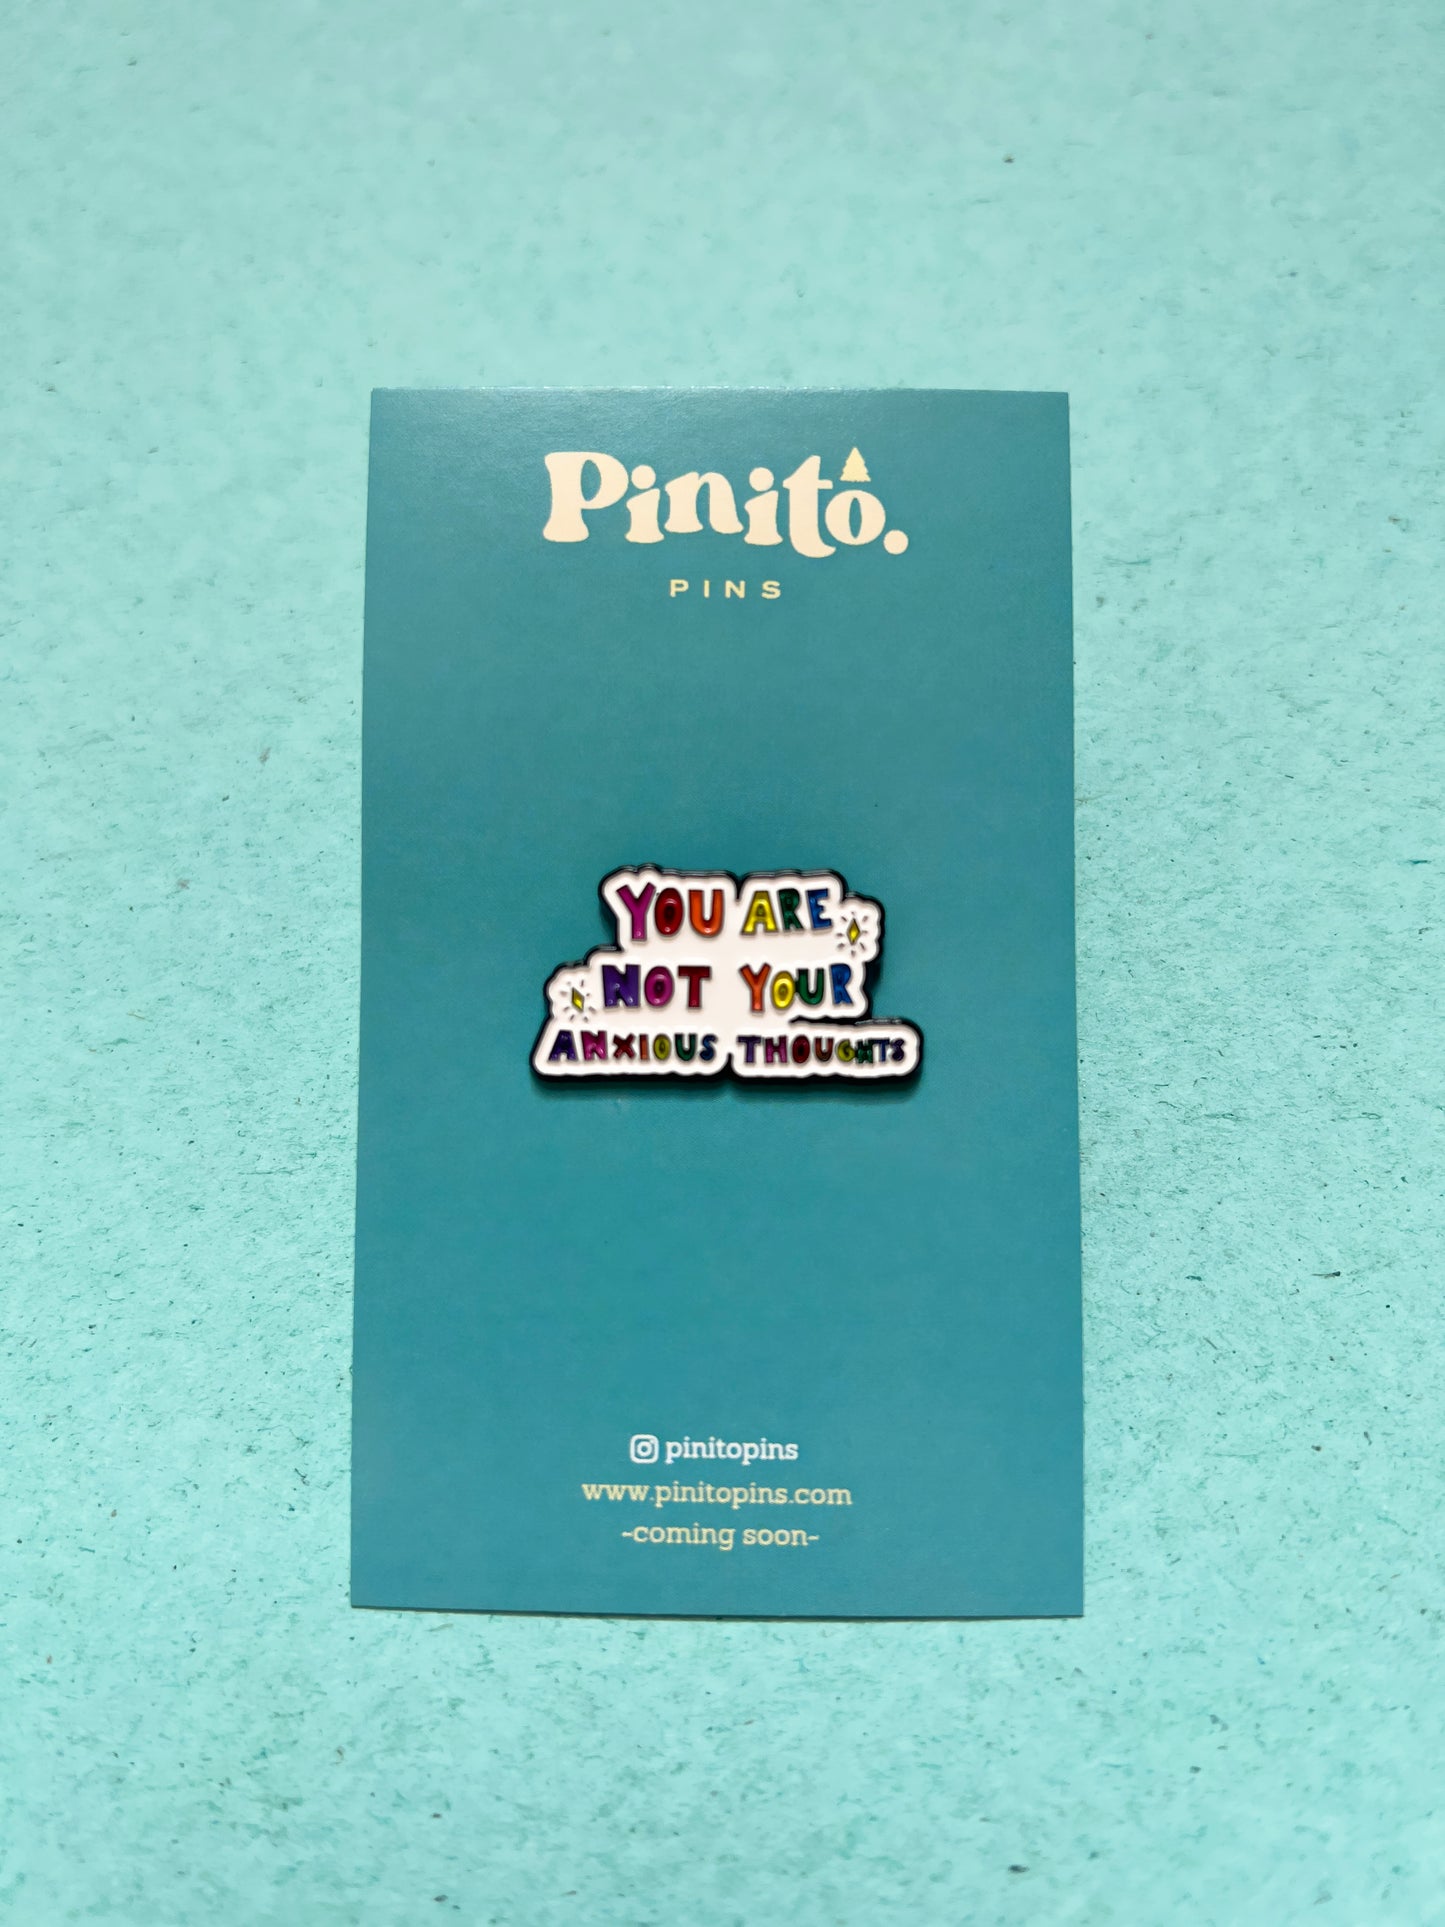 Pinito.
PINS
YOU ARE
NOT YOUR
ANXIOUS THOUGHTS
pinitopins
www.pinitopins.com
-coming soon-